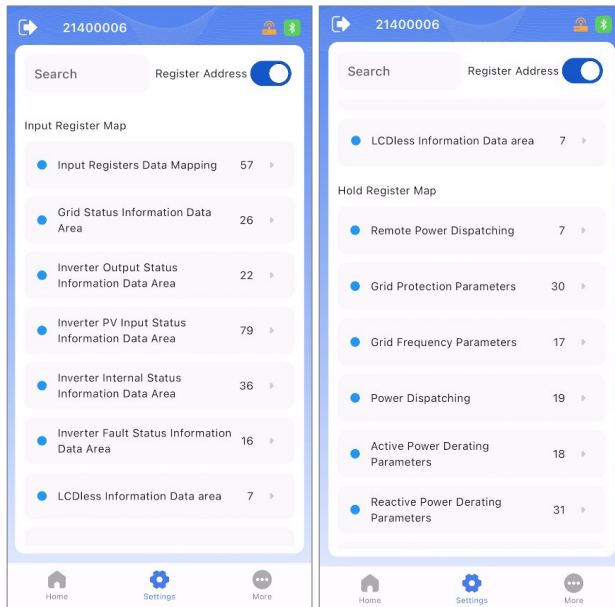 21400006
Search
Register Address
Input Register Map
Input Registers Data Mapping 57
Grid Status Information Data
Area
26
Inverter Output Status
Information Data Area
22
Inverter PV Input Status
Information Data Area
79
Inverter Internal Status
Information Data Area
36
Inverter Fault Status Information
Data Area
16
LCDless Information Data area 7
Home
Settings
More
21400006
Search
Register Address
LCDless Information Data area 7
Hold Register Map
Remote Power Dispatching 7
Grid Protection Parameters 30
Grid Frequency Parameters 17
Power Dispatching 19
Active Power Derating
Parameters
18
Reactive Power Derating
Parameters
31
Home
Settings
More